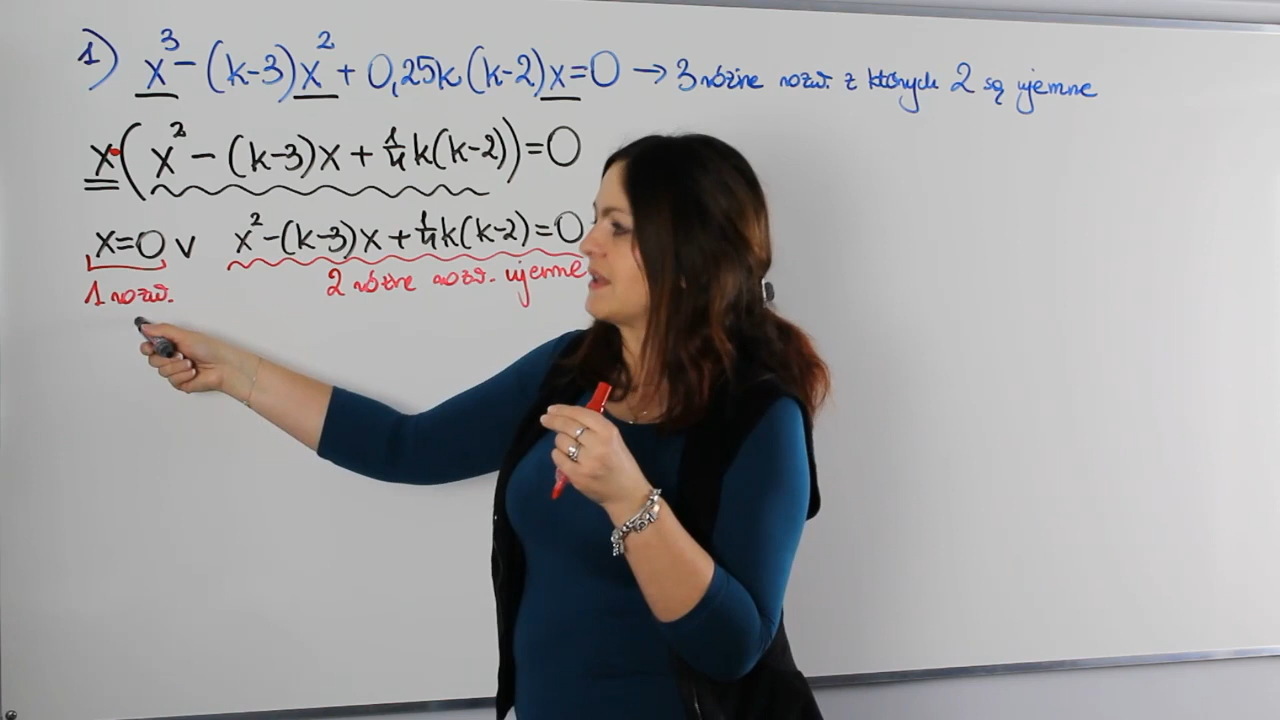 1) x³-(k-3)x²+0,25k(k-2)x=0 → 3 różne rozw. z których 2 są ujemne
x·(x²-(k-3)x+¼k(k-2))=0
x=0 v x²-(k-3)x+¼k(k-2)=0
1 rozw. 2 różne rozw. ujemne